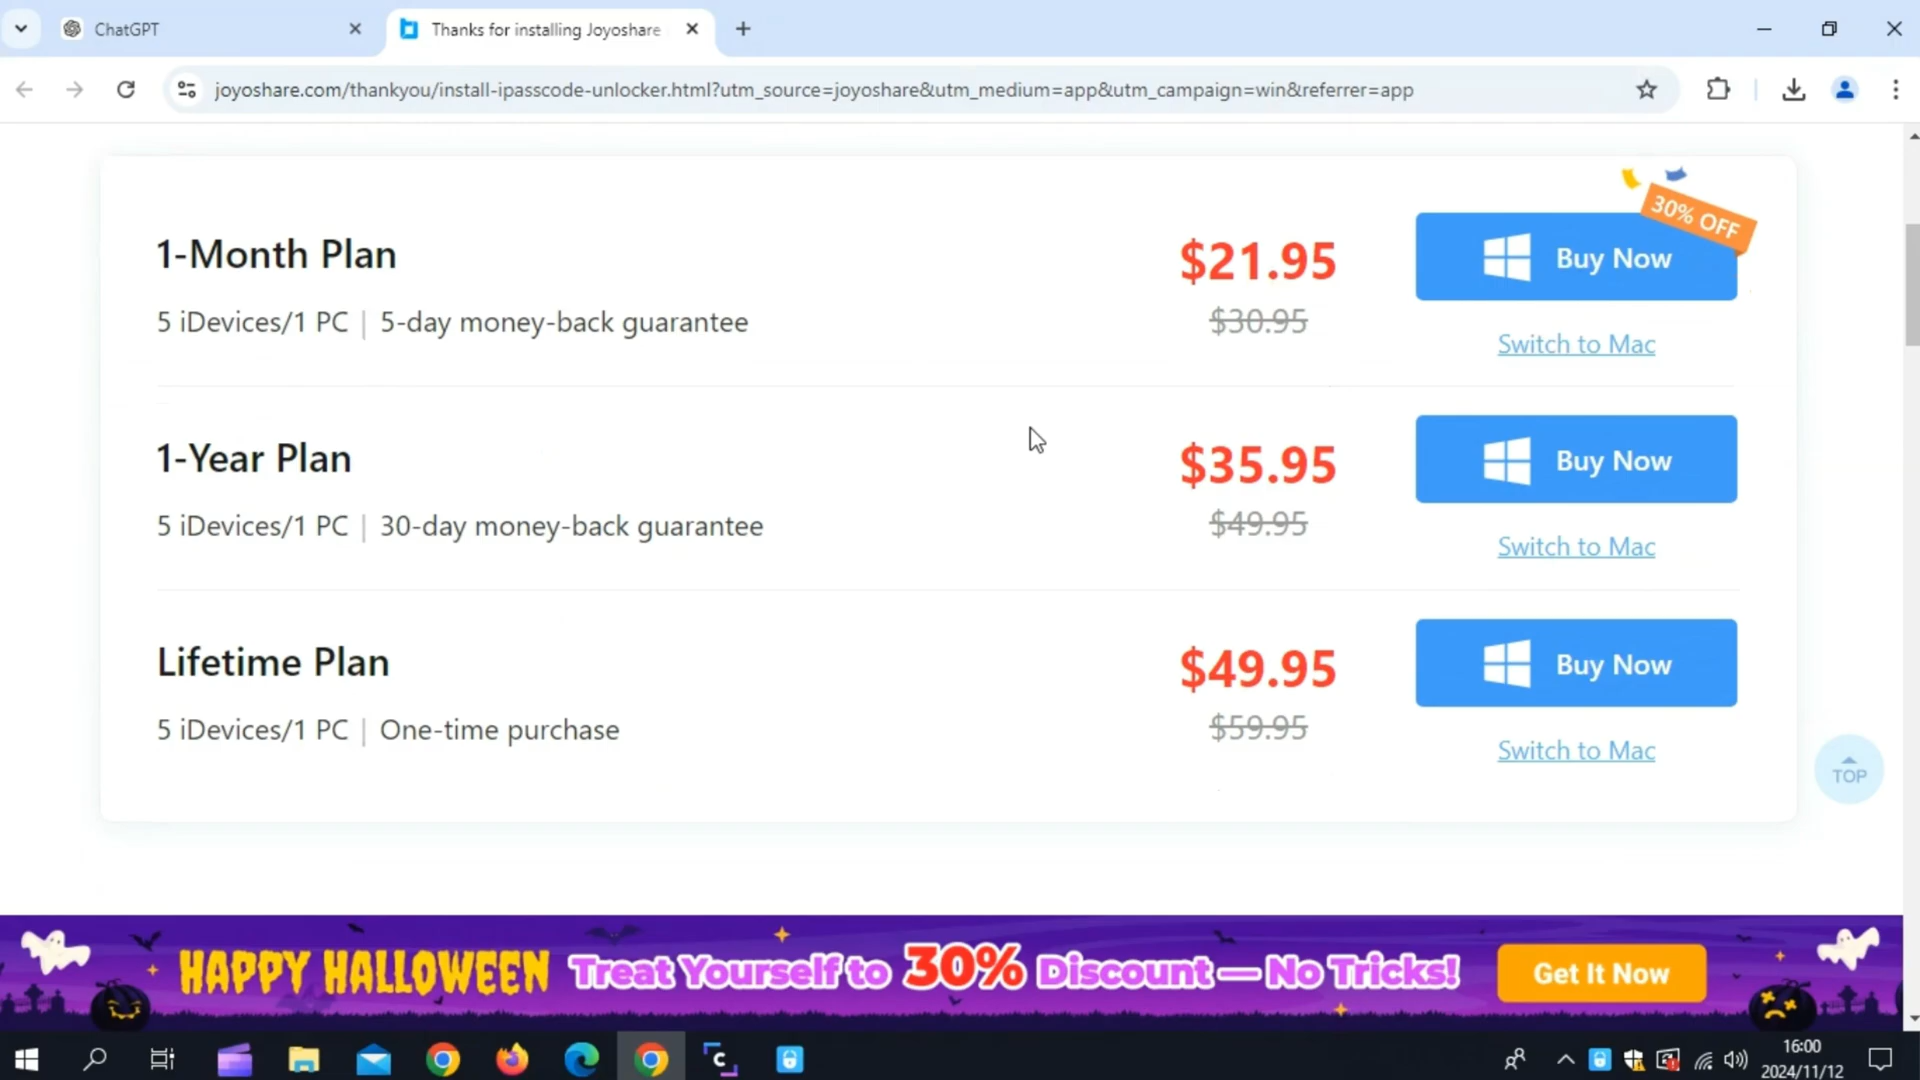 ChatGPT
Thanks for installing Joyoshare
joyoshare.com/thankyou/install-ipasscode-unlocker.html?utm_source=joyoshare&utm_medium=app&utm_campaign=win&referrer=app
30% OFF
1-Month Plan
$21.95
Buy Now
5 iDevices/1 PC | 5-day money-back guarantee
$30.95
Switch to Mac
1-Year Plan
$35.95
Buy Now
5 iDevices/1 PC | 30-day money-back guarantee
$49.95
Switch to Mac
Lifetime Plan
$49.95
Buy Now
5 iDevices/1 PC | One-time purchase
$59.95
Switch to Mac
TOP
HAPPY HALLOWEEN Treat Yourself to 30% Discount — No Tricks! Get It Now
16:00
2024/11/12